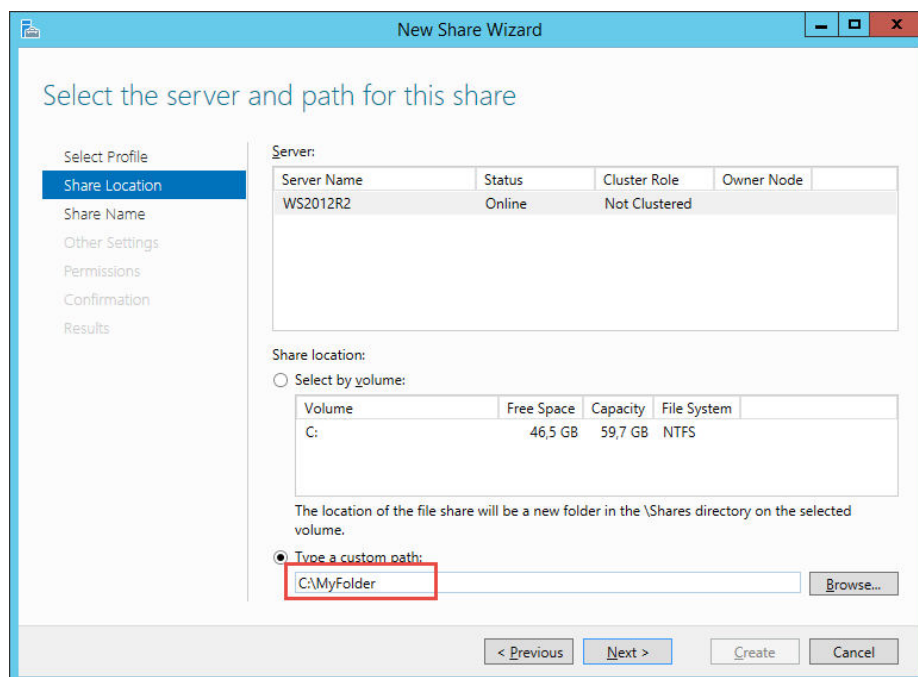 New Share Wizard
Select the server and path for this share
Select Profile
Share Location
Share Name
Other Settings
Permissions
Confirmation
Results
Server:
Server Name Status Cluster Role Owner Node
WS2012R2 Online Not Clustered
Share location:
Select by volume:
Volume Free Space Capacity File System
C: 46,5 GB 59,7 GB NTFS
The location of the file share will be a new folder in the \Shares directory on the selected
volume.
Type a custom path:
C:\MyFolder
Browse...
< Previous Next > Create Cancel